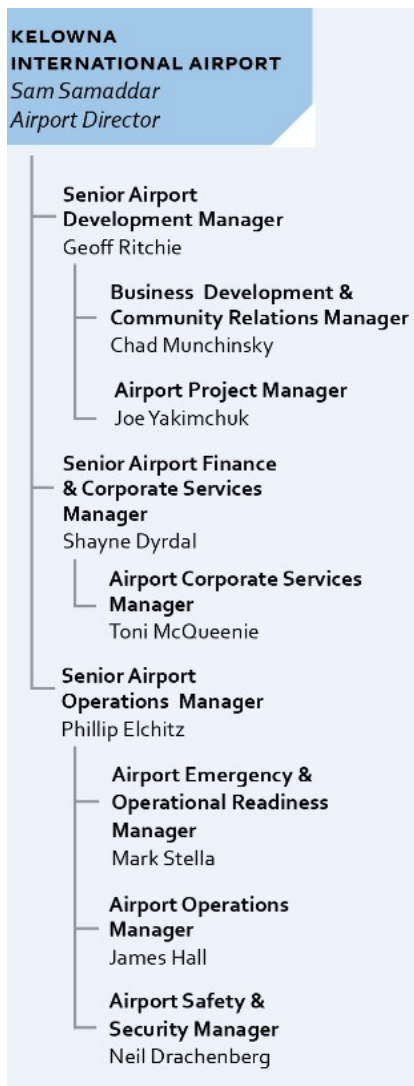 KELOWNA
INTERNATIONAL AIRPORT
Sam Samaddar
Airport Director
Senior Airport
Development Manager
Geoff Ritchie
Business Development &
Community Relations Manager
Chad Munchinsky
Airport Project Manager
Joe Yakimchuk
Senior Airport Finance
& Corporate Services
Manager
Shayne Dyrdal
Airport Corporate Services
Manager
Toni McQueenie
Senior Airport
Operations Manager
Phillip Elchitz
Airport Emergency &
Operational Readiness
Manager
Mark Stella
Airport Operations
Manager
James Hall
Airport Safety &
Security Manager
Neil Drachenberg